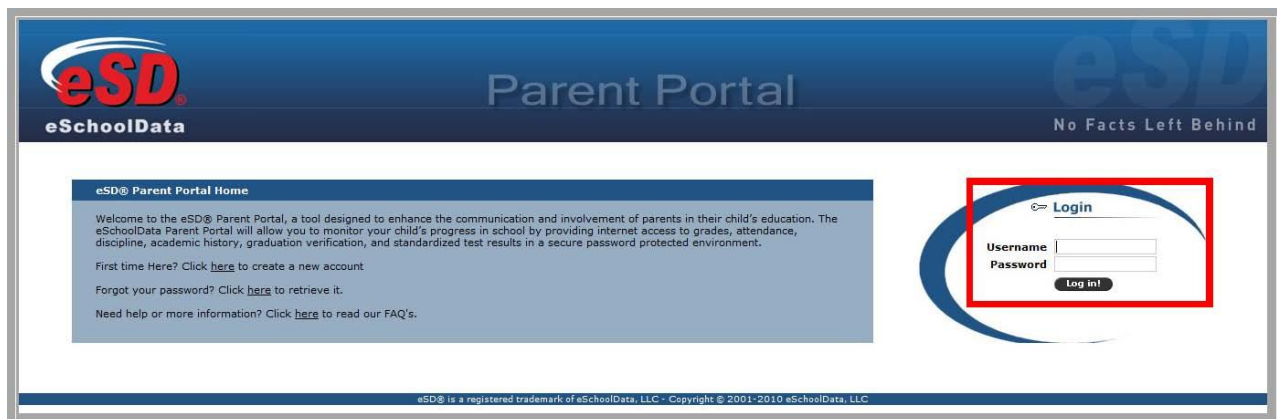 eSD®
eSchoolData
Parent Portal
eSD
No Facts Left Behind
eSD® Parent Portal Home
Welcome to the eSD® Parent Portal, a tool designed to enhance the communication and involvement of parents in their child's education. The
eSchoolData Parent Portal will allow you to monitor your child's progress in school by providing internet access to grades, attendance,
discipline, academic history, graduation verification, and standardized test results in a secure password protected environment.
First time Here? Click here to create a new account
Forgot your password? Click here to retrieve it.
Need help or more information? Click here to read our FAQ's.
Login
Username
Password
Log in!
eSD® is a registered trademark of eSchoolData, LLC - Copyright © 2001-2010 eSchoolData, LLC